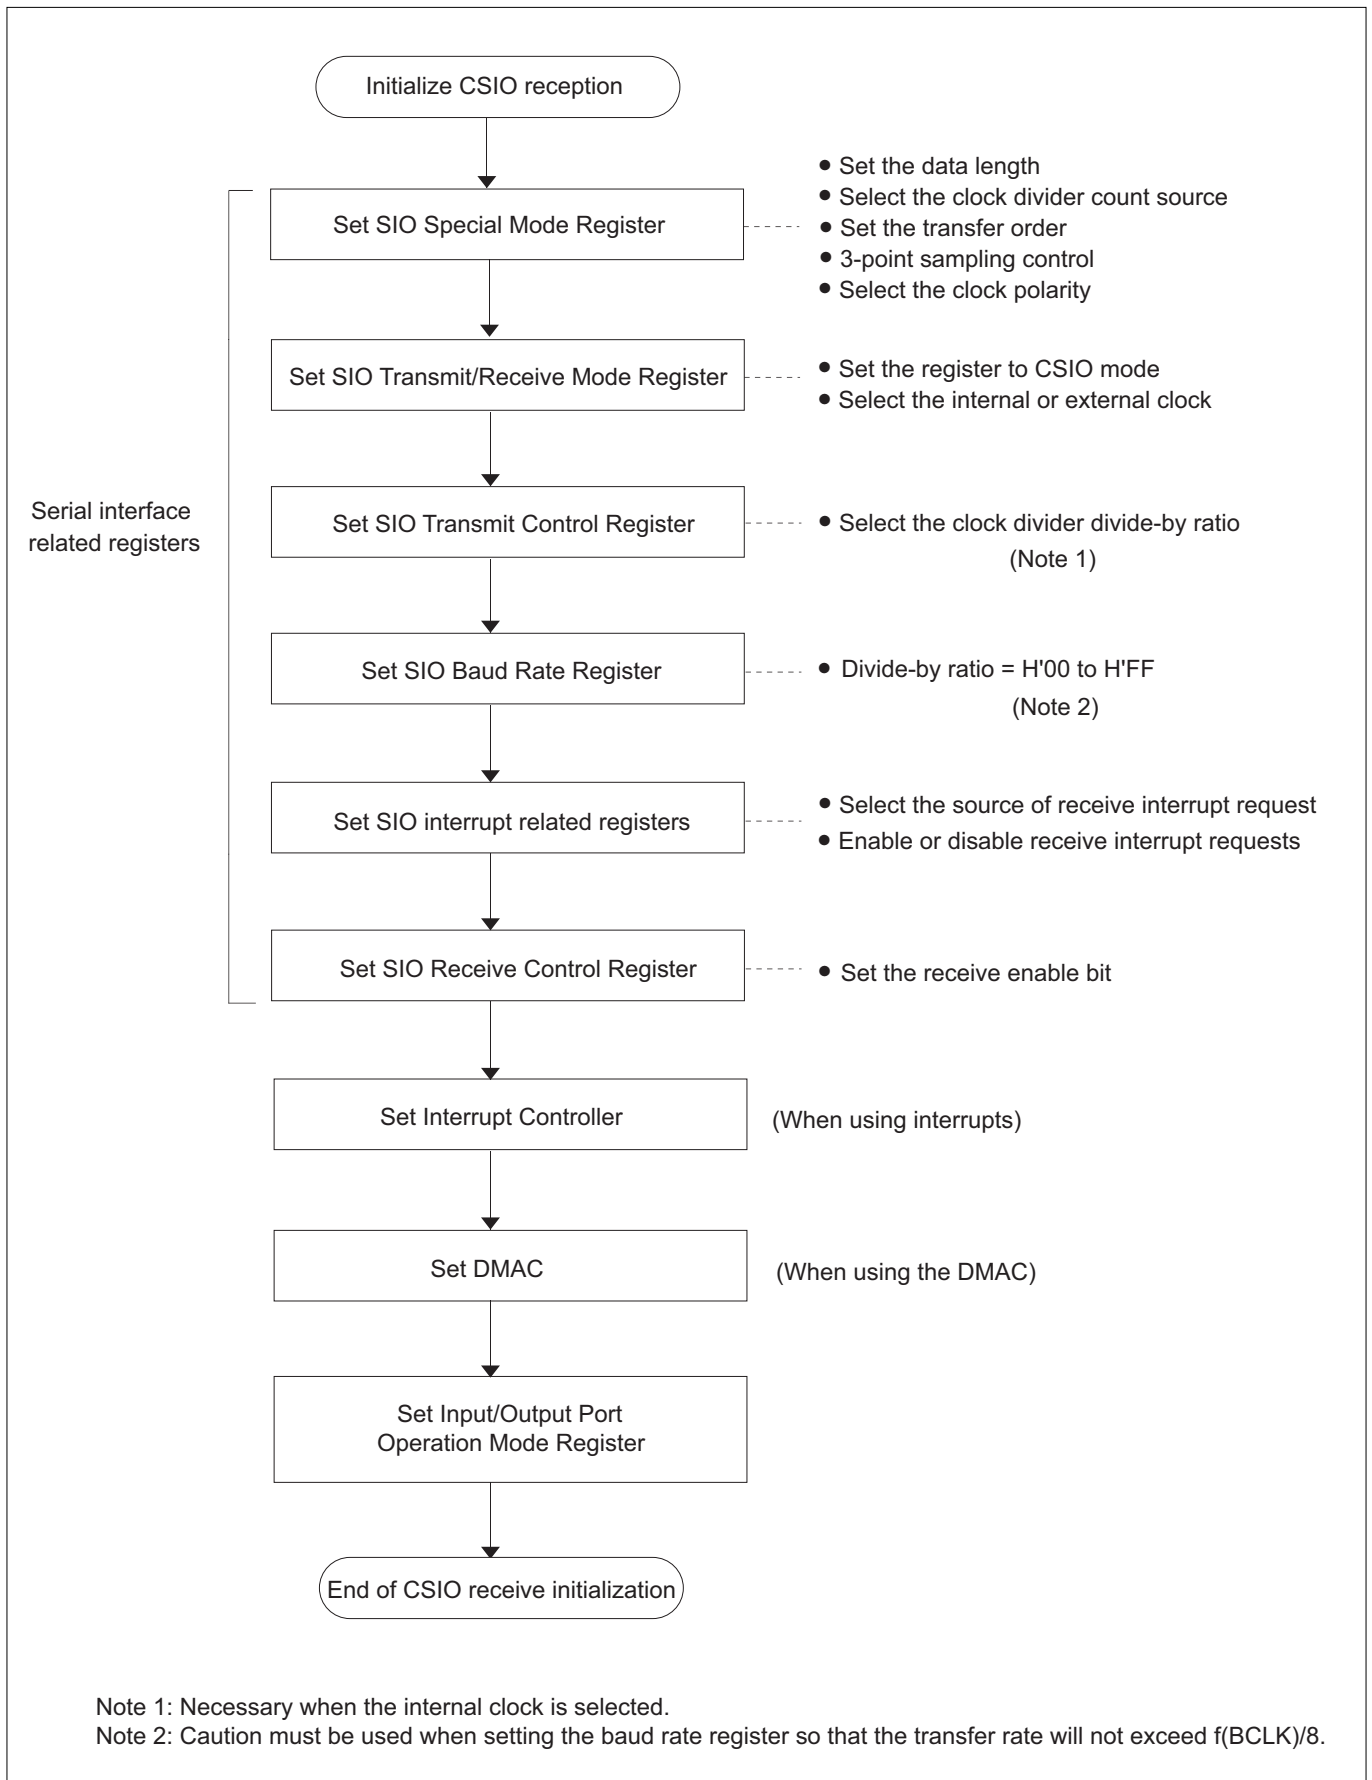 Initialize CSIO reception
Set SIO Special Mode Register
● Set the data length
● Select the clock divider count source
● Set the transfer order
● 3-point sampling control
● Select the clock polarity
Set SIO Transmit/Receive Mode Register
● Set the register to CSIO mode
● Select the internal or external clock
Serial interface
related registers
Set SIO Transmit Control Register
● Select the clock divider divide-by ratio
(Note 1)
Set SIO Baud Rate Register
● Divide-by ratio = H'00 to H'FF
(Note 2)
Set SIO interrupt related registers
● Select the source of receive interrupt request
● Enable or disable receive interrupt requests
Set SIO Receive Control Register
● Set the receive enable bit
Set Interrupt Controller
(When using interrupts)
Set DMAC
(When using the DMAC)
Set Input/Output Port
Operation Mode Register
End of CSIO receive initialization
Note 1: Necessary when the internal clock is selected.
Note 2: Caution must be used when setting the baud rate register so that the transfer rate will not exceed f(BCLK)/8.